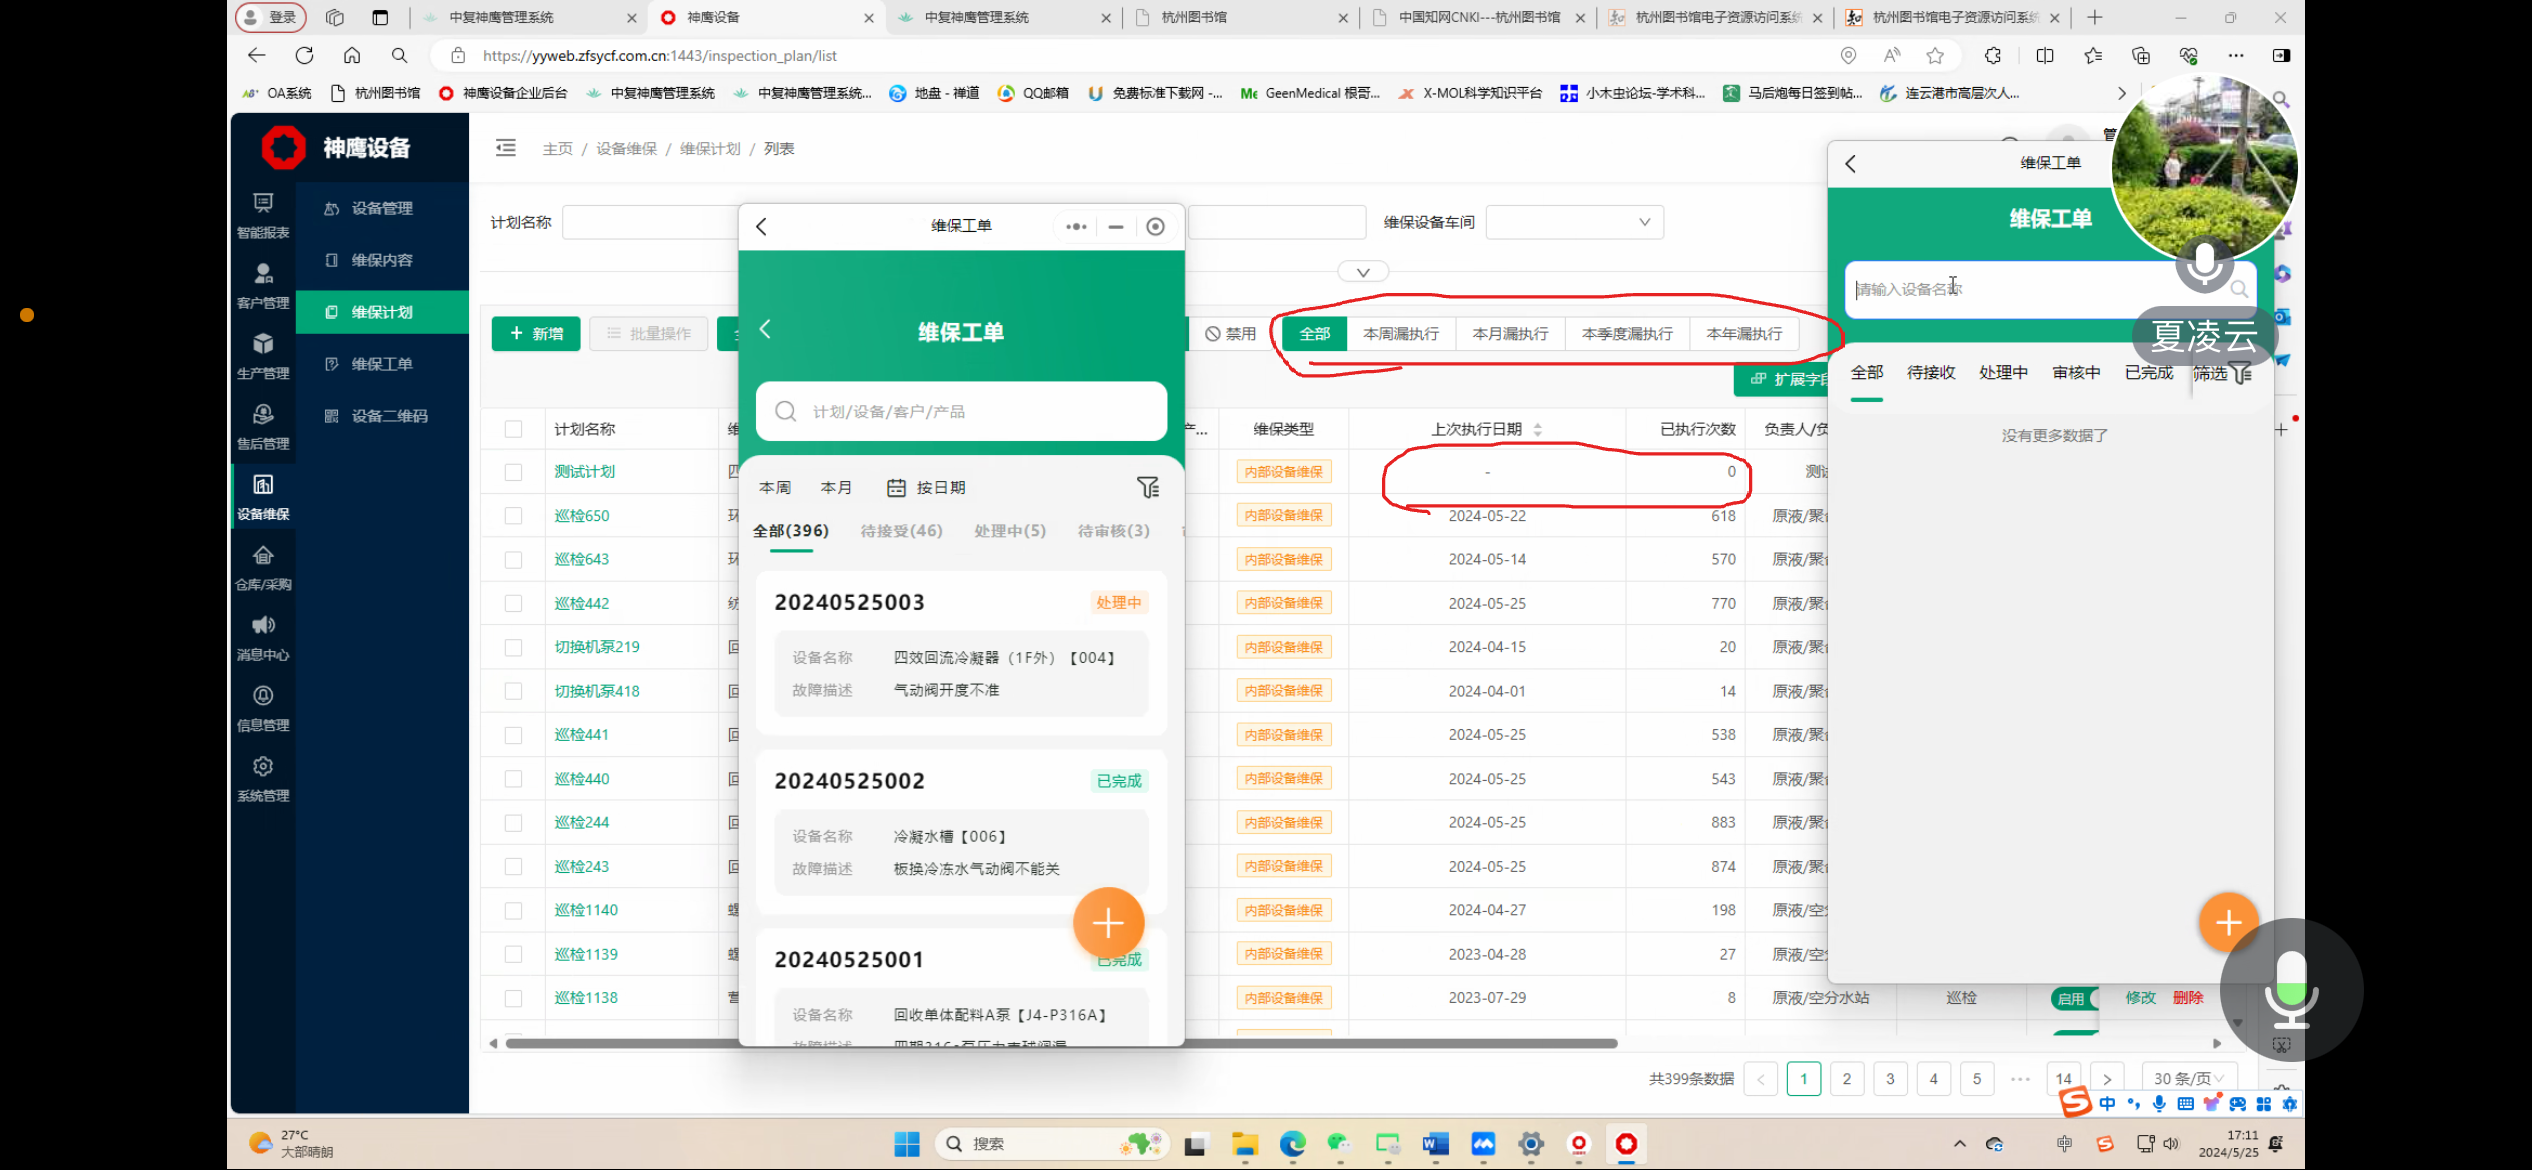 登录
中复神鹰管理系统
神鹰设备
中复神鹰管理系统
杭州图书馆
中国知网CNKI---杭州图书馆
杭州图书馆电子资源访问系统
杭州图书馆电子资源访问系统
https://yyweb.zfsycf.com.cn:1443/inspection_plan/list
OA系统
杭州图书馆
神鹰设备企业后台
中复神鹰管理系统
中复神鹰管理系统...
地盘 - 禅道
QQ邮箱
免费标准下载网 -...
GeenMedical 根哥...
X-MOL科学知识平台
小木虫论坛-学术科...
马后炮每日签到帖...
连云港市高层次人...
神鹰设备
智能报表
客户管理
生产管理
售后管理
设备维保
仓库/采购
消息中心
信息管理
系统管理
设备管理
维保内容
维保计划
维保工单
设备二维码
主页 / 设备维保 / 维保计划 / 列表
计划名称
维保设备车间
新增
批量操作
禁用
全部
本周漏执行
本月漏执行
本季度漏执行
本年漏执行
扩展字段
计划名称
维保类型
上次执行日期
已执行次数
负责人/负
测试计划 内部设备维保 - 0 测试
巡检650 内部设备维保 2024-05-22 618 原液/聚合
巡检643 内部设备维保 2024-05-14 570 原液/聚合
巡检442 内部设备维保 2024-05-25 770 原液/聚合
切换机泵219 内部设备维保 2024-04-15 20 原液/聚合
切换机泵418 内部设备维保 2024-04-01 14 原液/聚合
巡检441 内部设备维保 2024-05-25 538 原液/聚合
巡检440 内部设备维保 2024-05-25 543 原液/聚合
巡检244 内部设备维保 2024-05-25 883 原液/聚合
巡检243 内部设备维保 2024-05-25 874 原液/聚合
巡检1140 内部设备维保 2024-04-27 198 原液/空分
巡检1139 内部设备维保 2023-04-28 27 原液/空分
巡检1138 内部设备维保 2023-07-29 8 原液/空分水站 巡检 启用 修改 删除
共399条数据
1
2
3
4
5
•••
14
30 条/页
维保工单
维保工单
计划/设备/客户/产品
本周
本月
按日期
全部(396)
待接受(46)
处理中(5)
待审核(3)
20240525003
处理中
设备名称 四效回流冷凝器（1F外）【004】
故障描述 气动阀开度不准
20240525002
已完成
设备名称 冷凝水槽【006】
故障描述 板换冷冻水气动阀不能关
20240525001
已完成
设备名称 回收单体配料A泵【J4-P316A】
维保工单
维保工单
请输入设备名称
全部
待接收
处理中
审核中
已完成
筛选
没有更多数据了
夏凌云
中
27°C
大部晴朗
搜索
中
17:11
2024/5/25